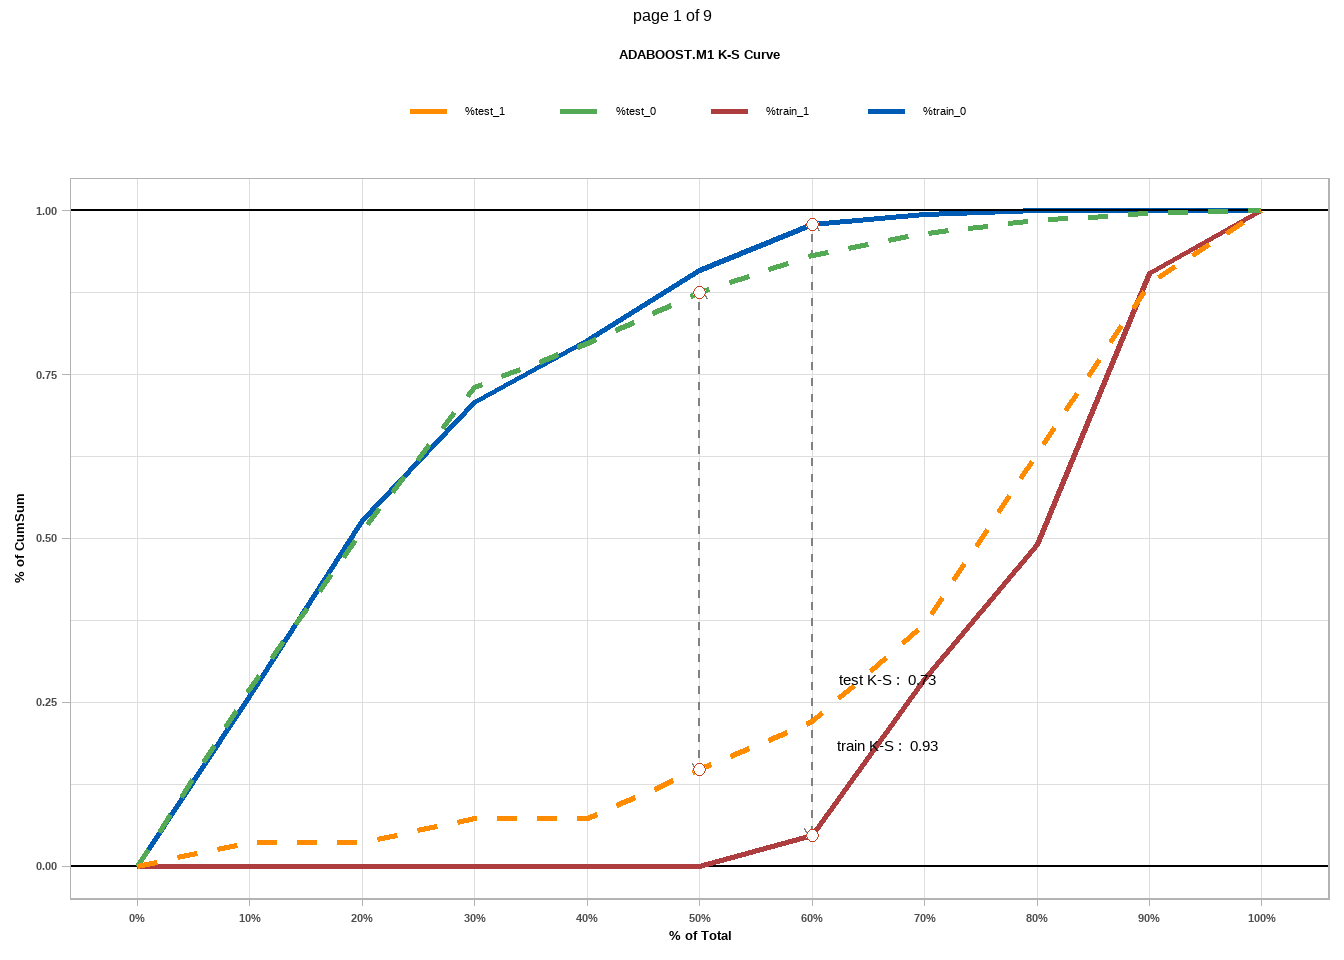 page 1 of 9
ADABOOST.M1 K-S Curve
%test_1 %test_0 %train_1 %train_0
1.00
0.75
0.50
0.25
0.00
% of CumSum
test K-S : 0.73
train K-S : 0.93
0% 10% 20% 30% 40% 50% 60% 70% 80% 90% 100%
% of Total